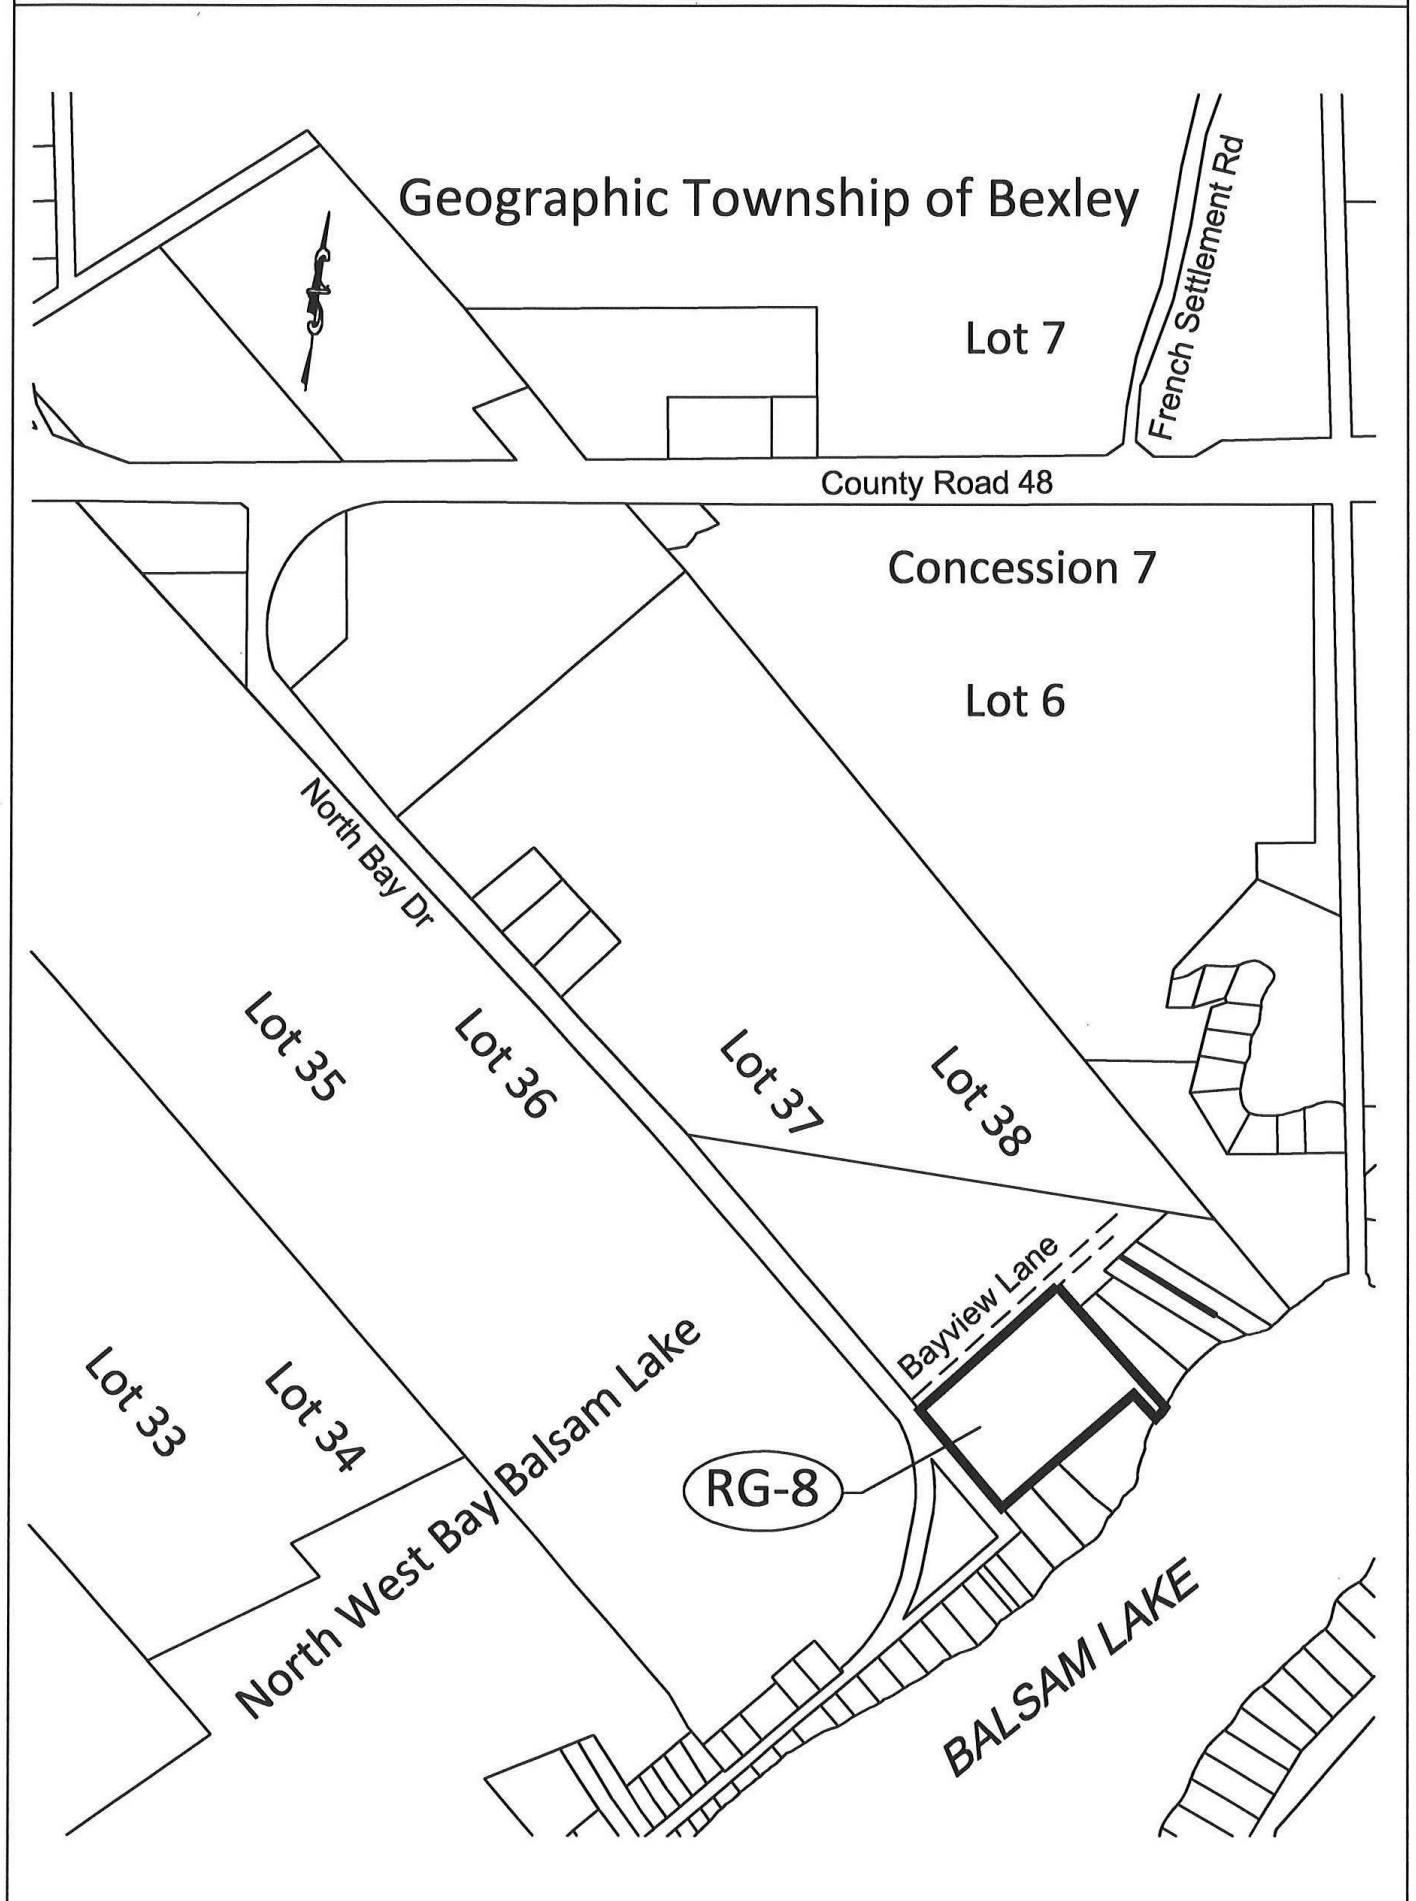 Geographic Township of Bexley
French Settlement Rd
Lot 7
County Road 48
Concession 7
Lot 6
North Bay Dr
Lot 35
Lot 36
Lot 37
Lot 38
Bayview Lane
Lot 33
Lot 34
North West Bay Balsam Lake
RG-8
BALSAM LAKE